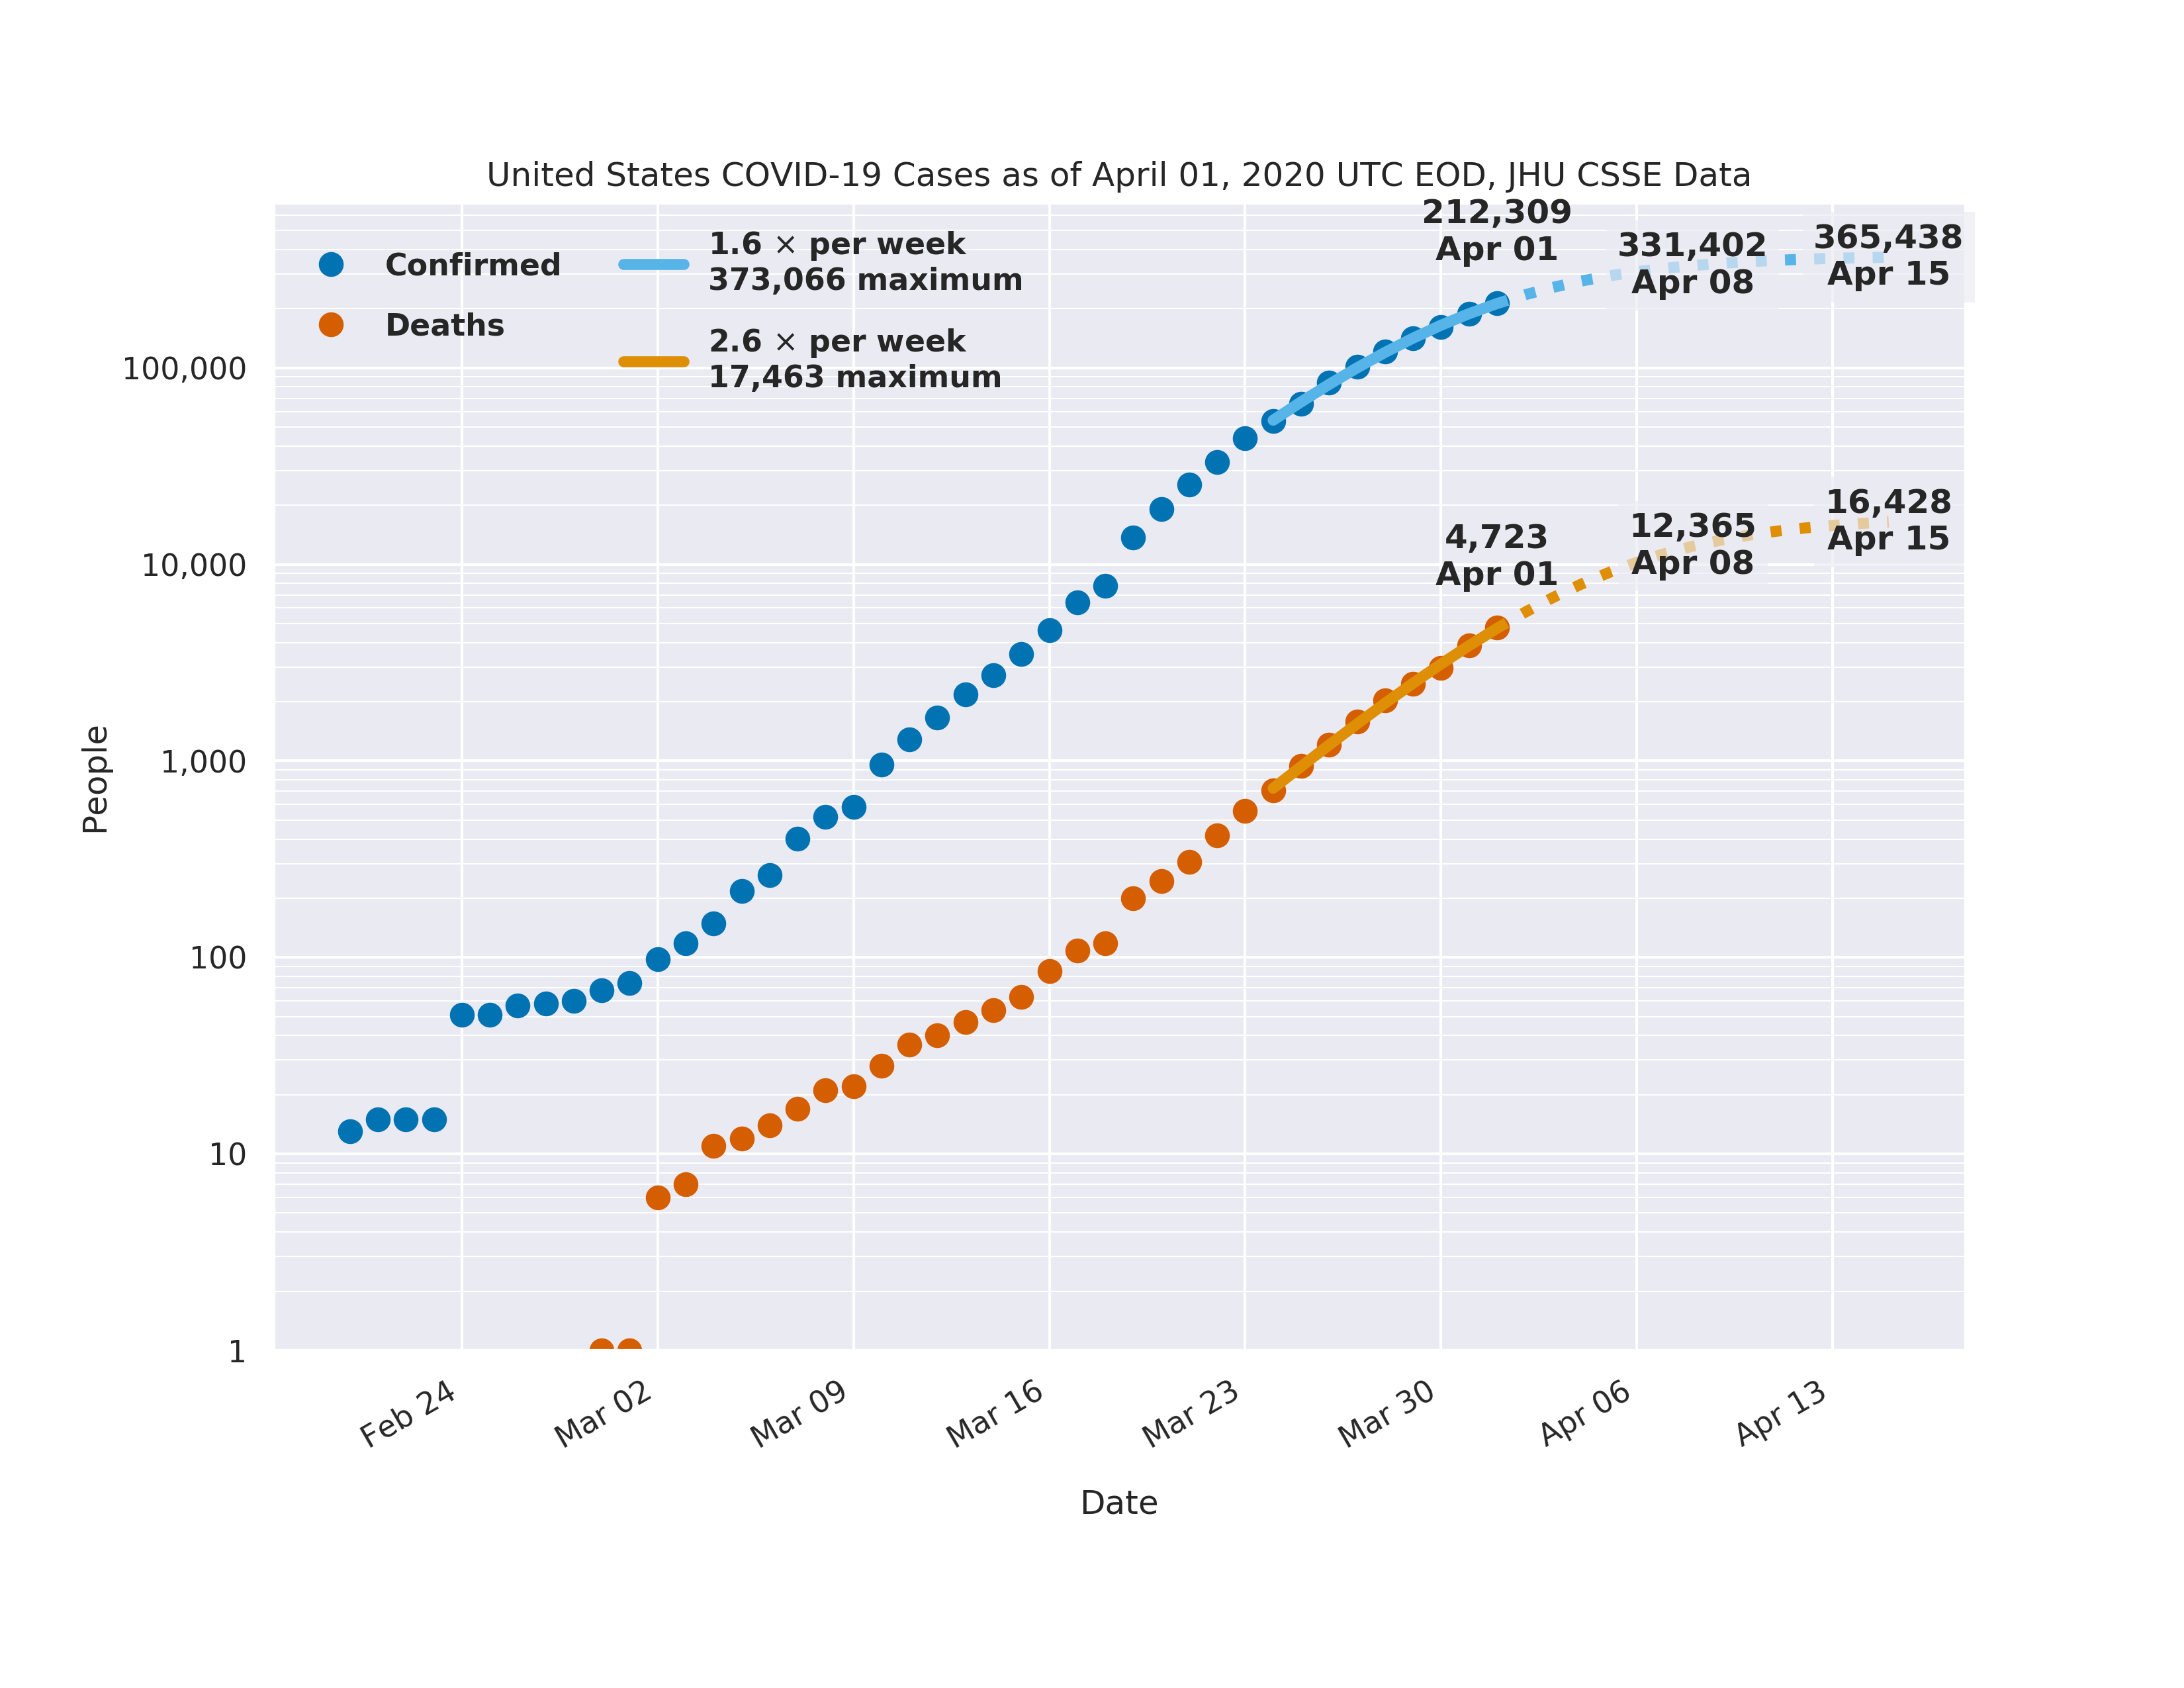 United States COVID-19 Cases as of April 01, 2020 UTC EOD, JHU CSSE Data
Confirmed
Deaths
1.6 × per week
373,066 maximum
2.6 × per week
17,463 maximum
212,309
Apr 01
331,402
Apr 08
365,438
Apr 15
4,723
Apr 01
12,365
Apr 08
16,428
Apr 15
People
100,000
10,000
1,000
100
10
1
Feb 24
Mar 02
Mar 09
Mar 16
Mar 23
Mar 30
Apr 06
Apr 13
Date